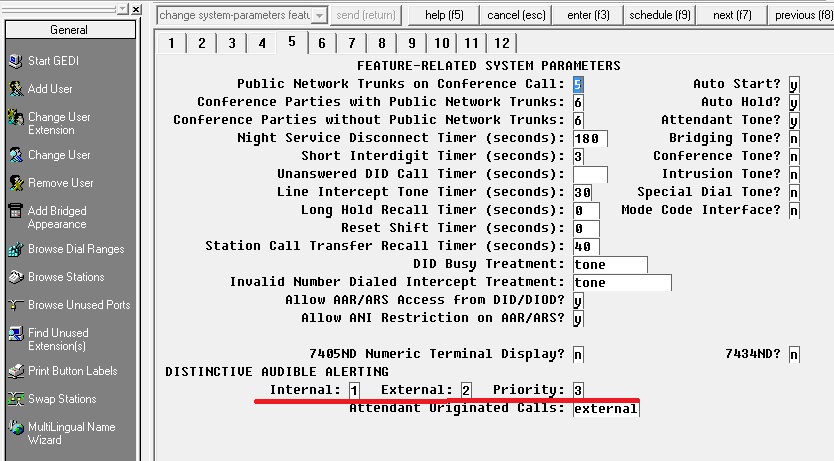 General
Start GEDI
Add User
Change User
Extension
Change User
Remove User
Add Bridged
Appearance
Browse Dial Ranges
Browse Stations
Browse Unused Ports
Find Unused
Extension(s)
Print Button Labels
Swap Stations
MultiLingual Name
Wizard
change system-parameters featu send (return) help (f5) cancel (esc) enter (f3) schedule (f9) next (f7) previous (f8)
1 2 3 4 5 6 7 8 9 10 11 12
FEATURE-RELATED SYSTEM PARAMETERS
Public Network Trunks on Conference Call: 5 Auto Start? y
Conference Parties with Public Network Trunks: 6 Auto Hold? y
Conference Parties without Public Network Trunks: 6 Attendant Tone? y
Night Service Disconnect Timer (seconds): 180 Bridging Tone? n
Short Interdigit Timer (seconds): 3 Conference Tone? n
Unanswered DID Call Timer (seconds): Intrusion Tone? n
Line Intercept Tone Timer (seconds): 30 Special Dial Tone? n
Long Hold Recall Timer (seconds): 0 Mode Code Interface? n
Reset Shift Timer (seconds): 0
Station Call Transfer Recall Timer (seconds): 40
DID Busy Treatment: tone
Invalid Number Dialed Intercept Treatment: tone
Allow AAR/ARS Access from DID/DIOD? y
Allow ANI Restriction on AAR/ARS? y
7405ND Numeric Terminal Display? n 7434ND? n
DISTINCTIVE AUDIBLE ALERTING
Internal: 1 External: 2 Priority: 3
Attendant Originated Calls: external